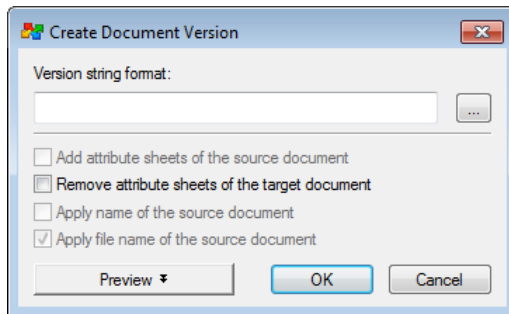 Create Document Version
Version string format:
...
Add attribute sheets of the source document
Remove attribute sheets of the target document
Apply name of the source document
Apply file name of the source document
Preview OK Cancel